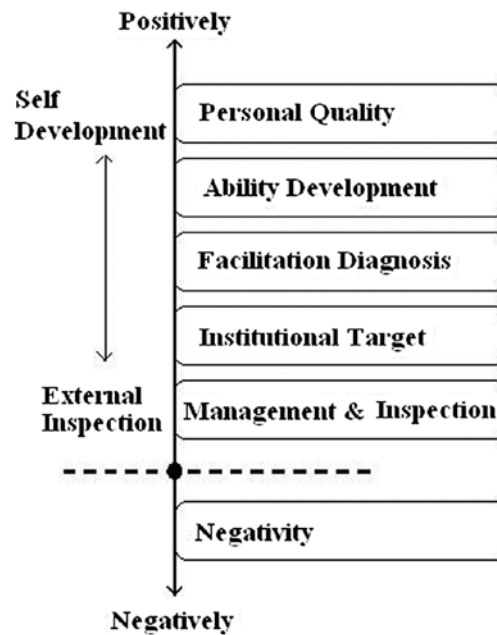 Positively
Self
Development
Personal Quality
Ability Development
Facilitation Diagnosis
Institutional Target
External
Inspection
Management & Inspection
Negativity
Negatively